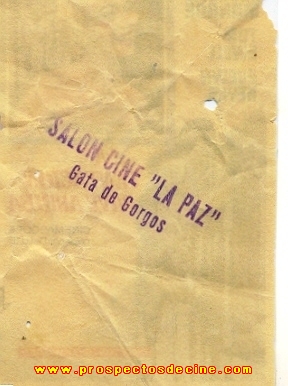 SALON CINE "LA PAZ"
Gata de Gorgos
www.prospectosdecine.com